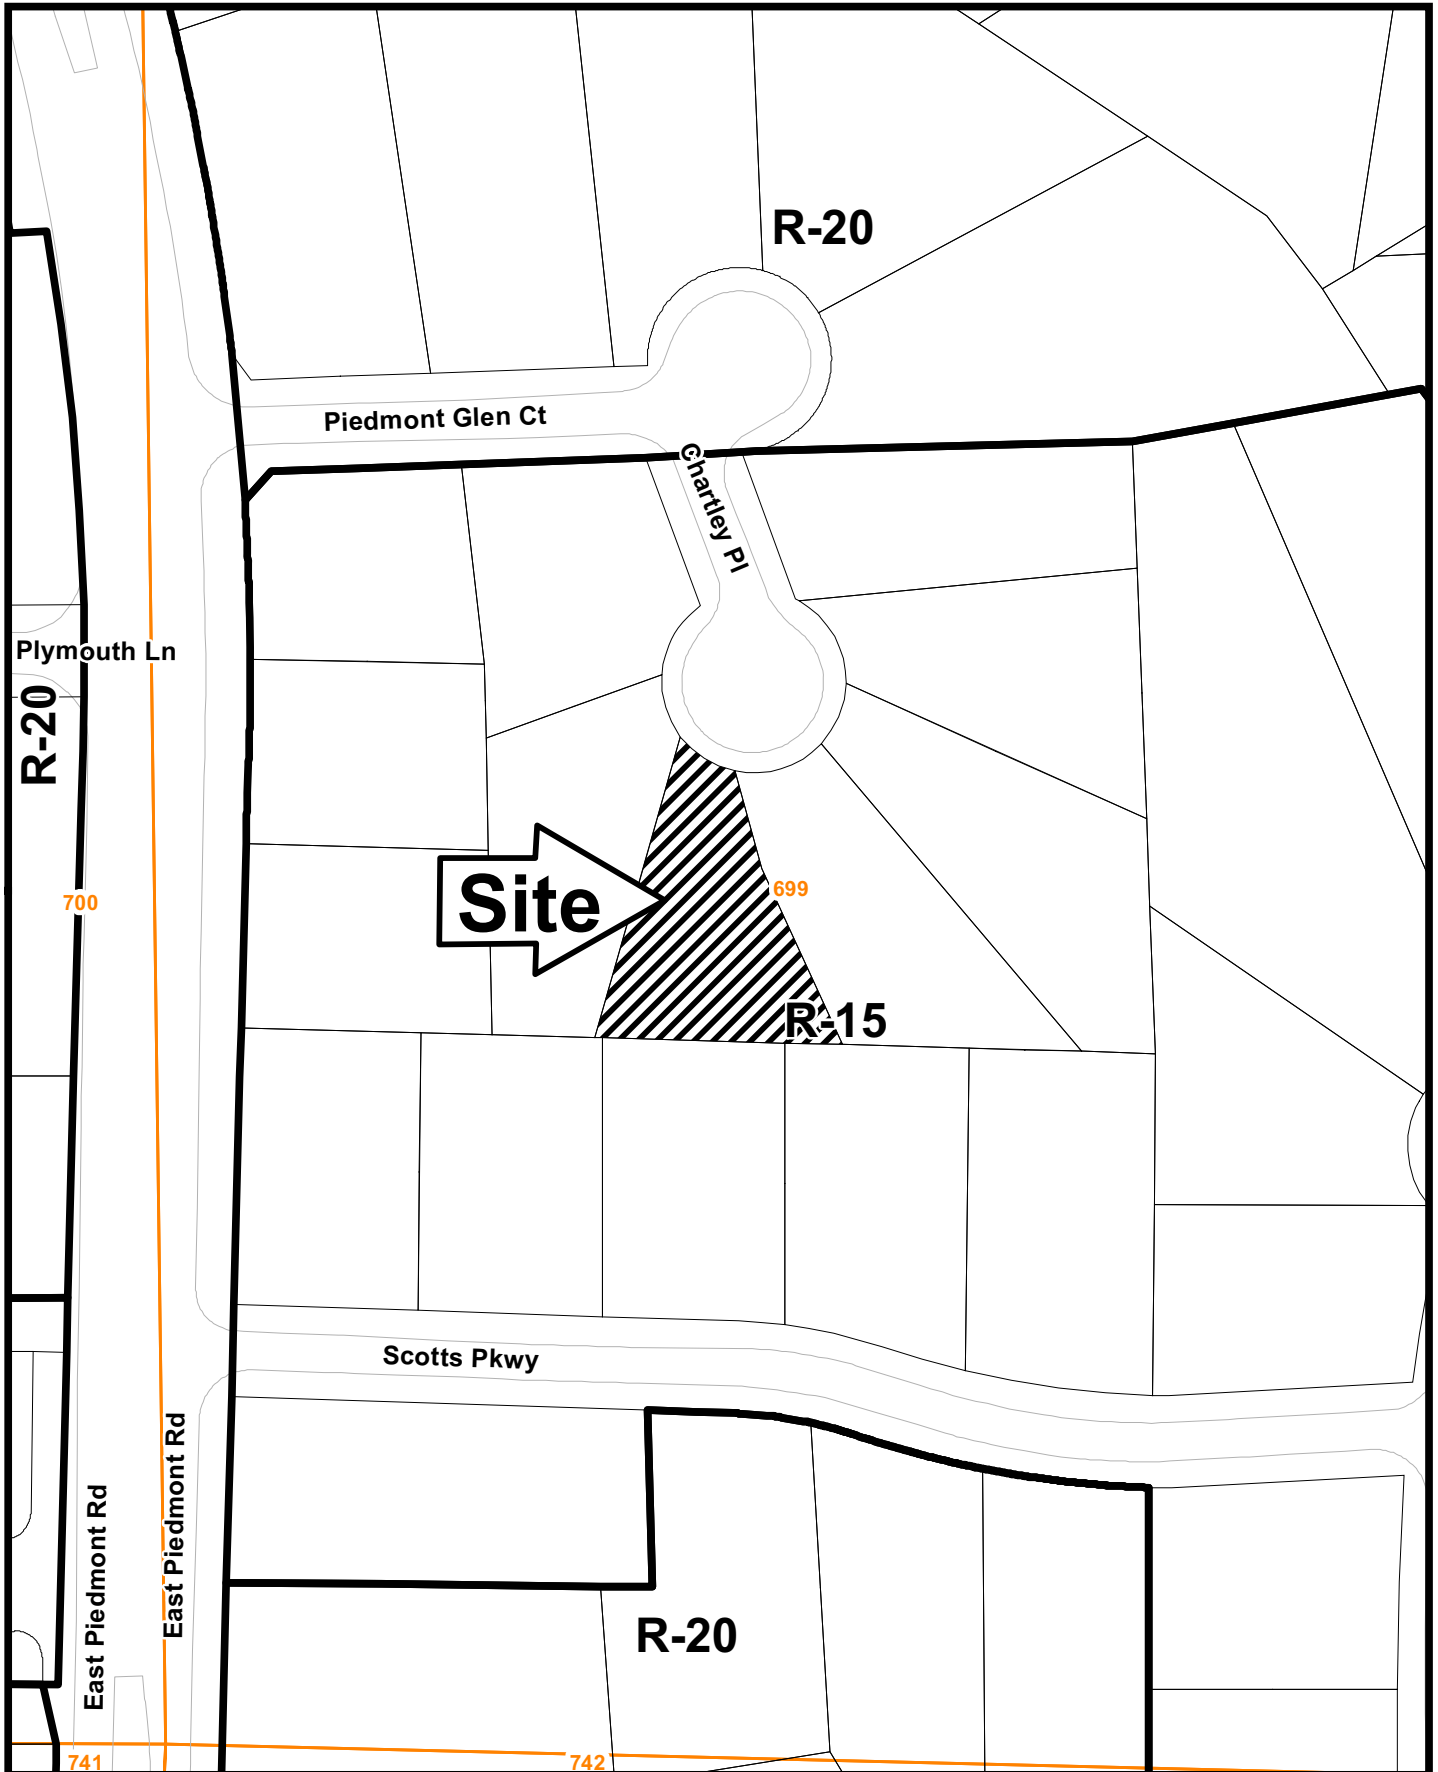 R-20
Piedmont Glen Ct
Chartley Pl
Plymouth Ln
R-20
700
Site
699
R-15
Scotts Pkwy
East Piedmont Rd
East Piedmont Rd
R-20
741
742